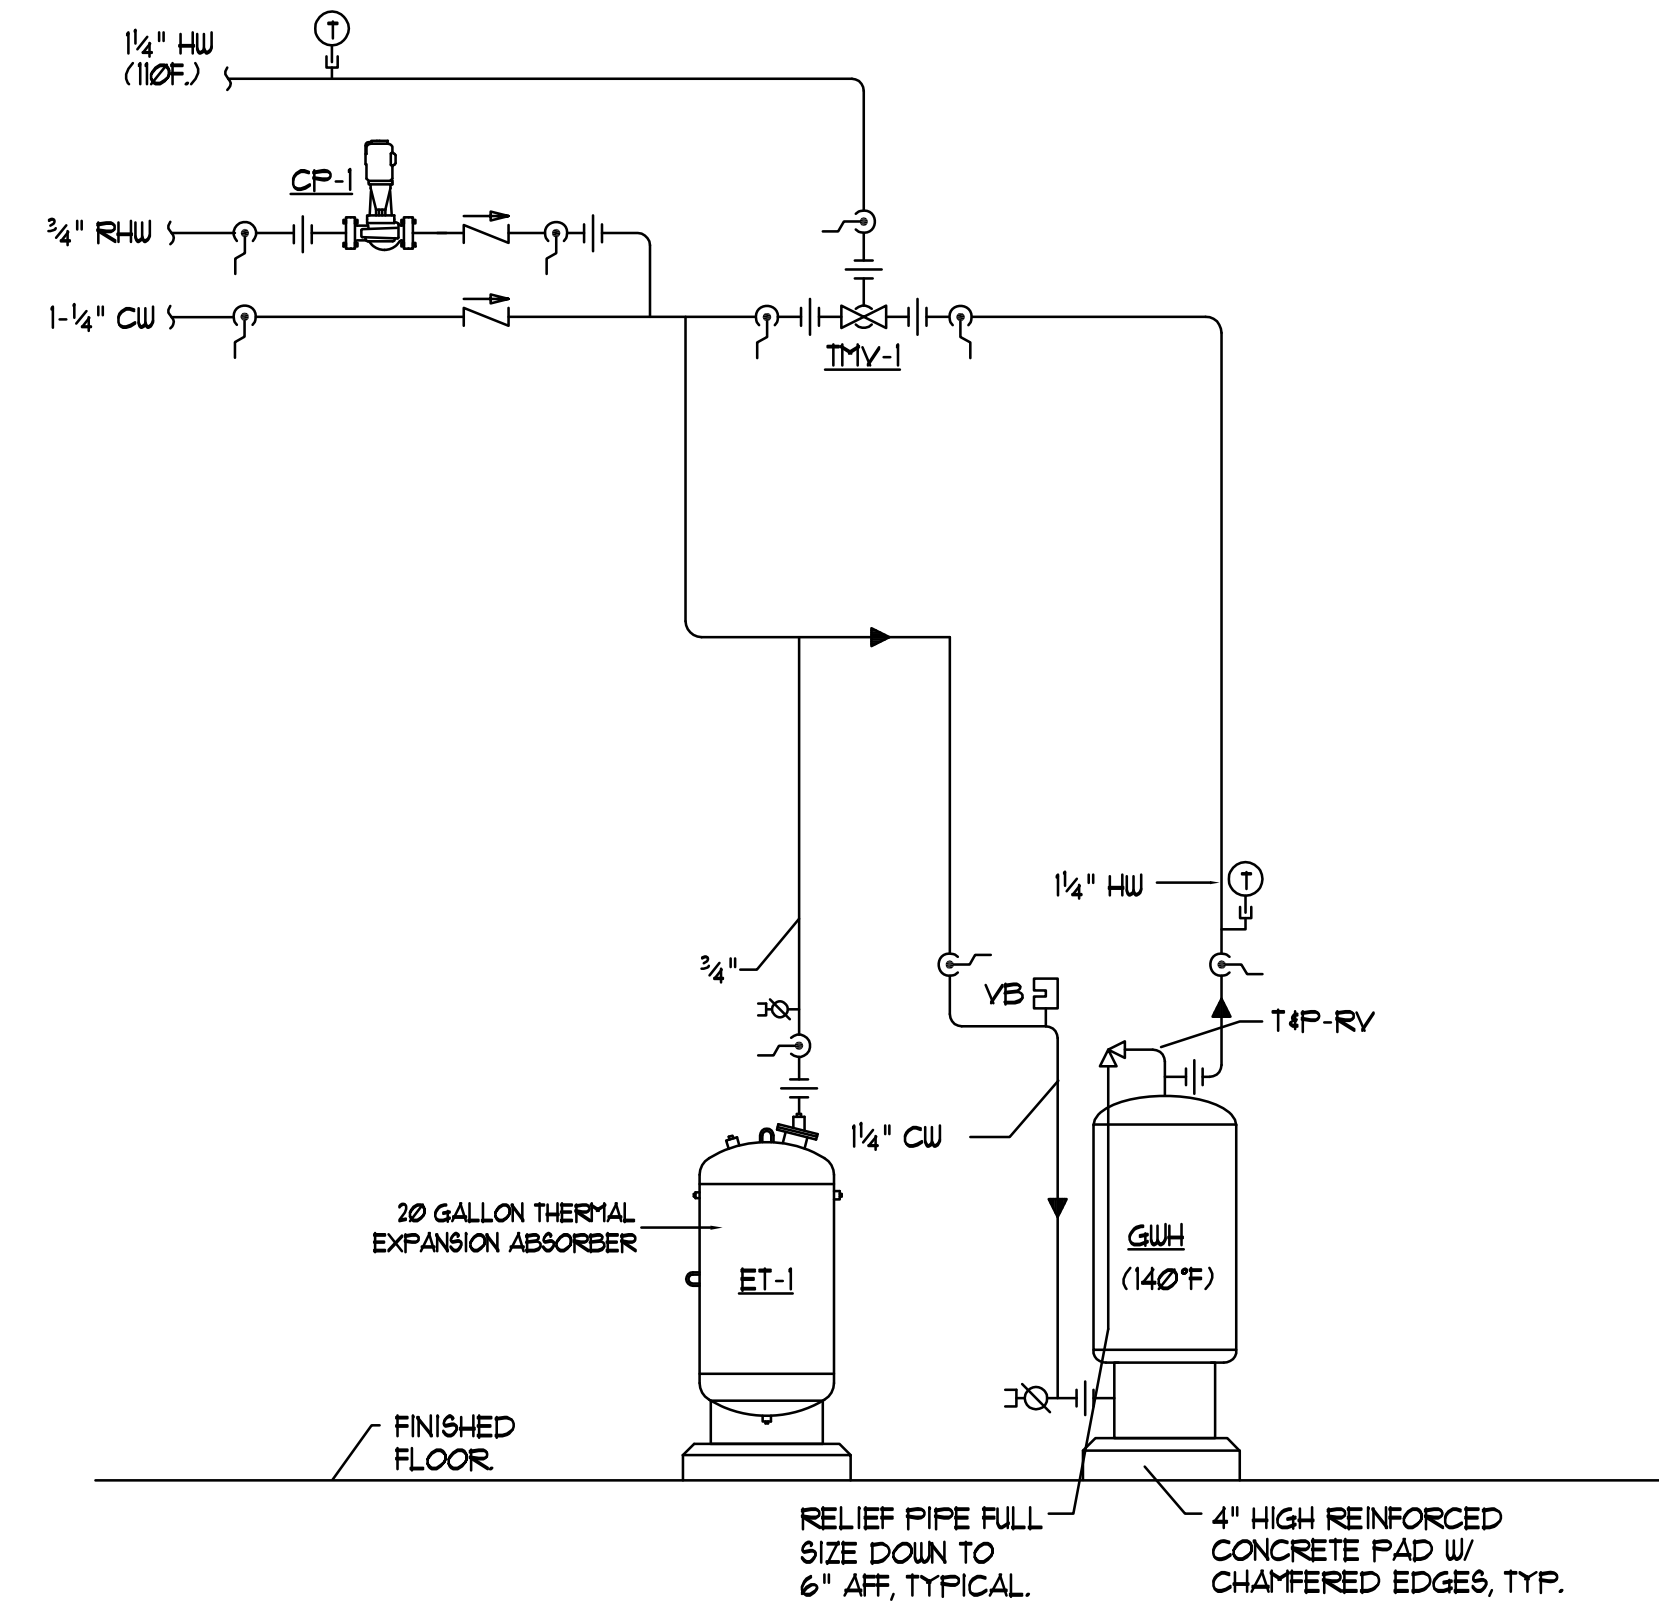 T
1¼" HW
(110F.)
CP-1
¾" RHW
1-¼" CW
TMV-1
1¼" HW
T
¾"
VB
T&P-RV
1¼" CW
20 GALLON THERMAL
EXPANSION ABSORBER
GWH
(140°F)
ET-1
FINISHED
FLOOR
RELIEF PIPE FULL
SIZE DOWN TO
6" AFF, TYPICAL.
4" HIGH REINFORCED
CONCRETE PAD W/
CHAMFERED EDGES, TYP.